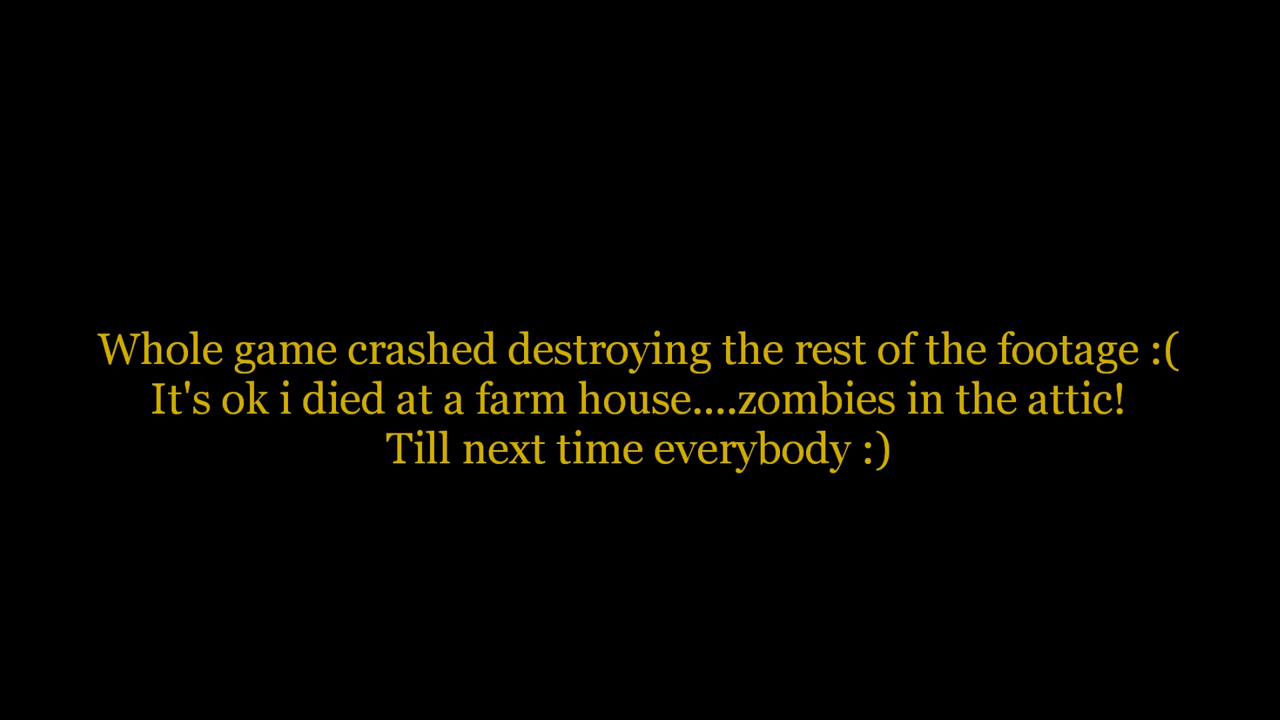 Whole game crashed destroying the rest of the footage :(
It's ok i died at a farm house....zombies in the attic!
Till next time everybody :)